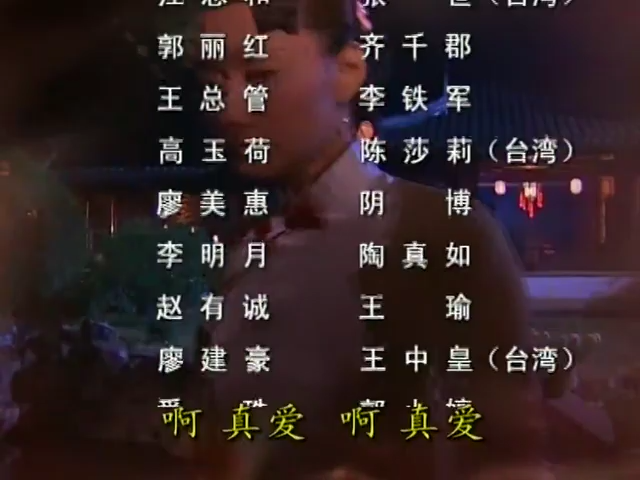 郭丽红 齐千郡
王总管 李铁军
高玉荷 陈莎莉(台湾)
廖美惠 阴博
李明月 陶真如
赵有诚 王瑜
廖建豪 王中皇(台湾)
啊 真爱 啊 真爱